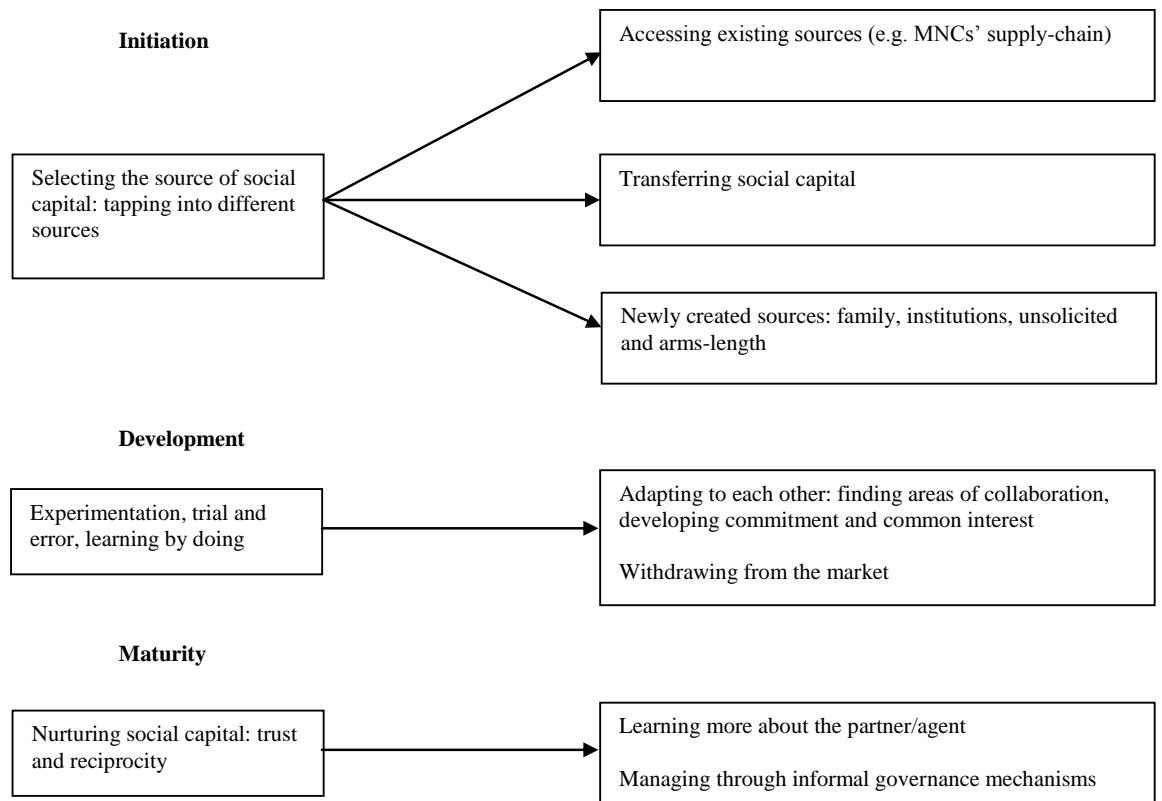 Initiation
Accessing existing sources (e.g. MNCs’ supply-chain)
Selecting the source of social
capital: tapping into different
sources
Transferring social capital
Newly created sources: family, institutions, unsolicited
and arms-length
Development
Experimentation, trial and
error, learning by doing
Adapting to each other: finding areas of collaboration,
developing commitment and common interest
Withdrawing from the market
Maturity
Nurturing social capital: trust
and reciprocity
Learning more about the partner/agent
Managing through informal governance mechanisms